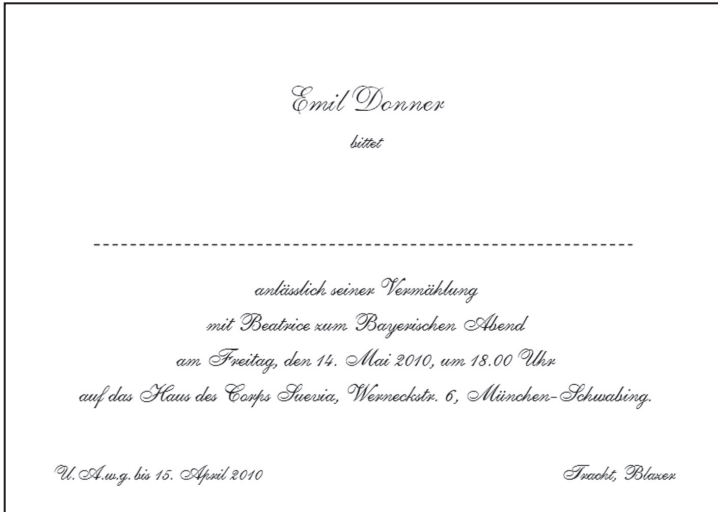 Emil Donner
bittet
anlässlich seiner Vermählung
mit Beatrice zum Bayerischen Abend
am Freitag, den 14. Mai 2010, um 18.00 Uhr
auf das Haus des Corps Suevia, Werneckstr. 6, München-Schwabing.
U. A.w.g. bis 15. April 2010
Tracht, Blazer